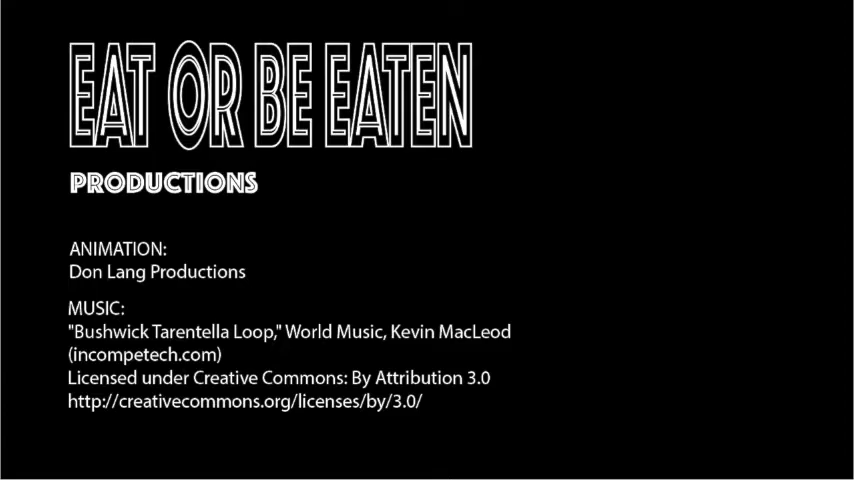 EAT OR BE EATEN
PRODUCTIONS
ANIMATION:
Don Lang Productions
MUSIC:
"Bushwick Tarentella Loop," World Music, Kevin MacLeod
(incompetech.com)
Licensed under Creative Commons: By Attribution 3.0
http://creativecommons.org/licenses/by/3.0/